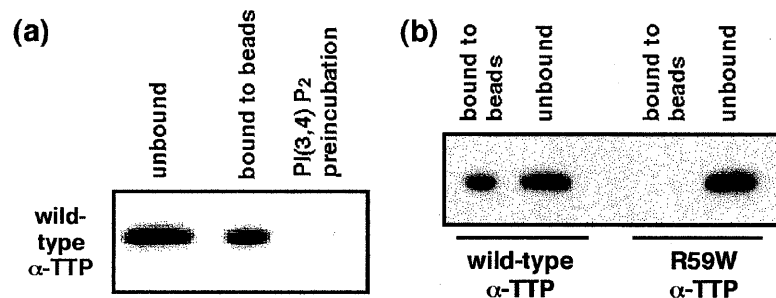 (a)
unbound
bound to beads
PI(3,4) P2
preincubation
wild-
type
α-TTP
(b)
bound to
beads
unbound
bound to
beads
unbound
wild-type
α-TTP
R59W
α-TTP